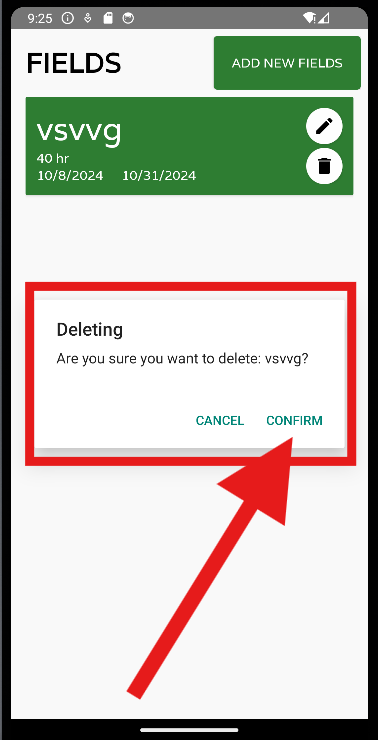 9:25
FIELDS
ADD NEW FIELDS
vsvvg
40 hr
10/8/2024 10/31/2024
Deleting
Are you sure you want to delete: vsvvg?
CANCEL CONFIRM